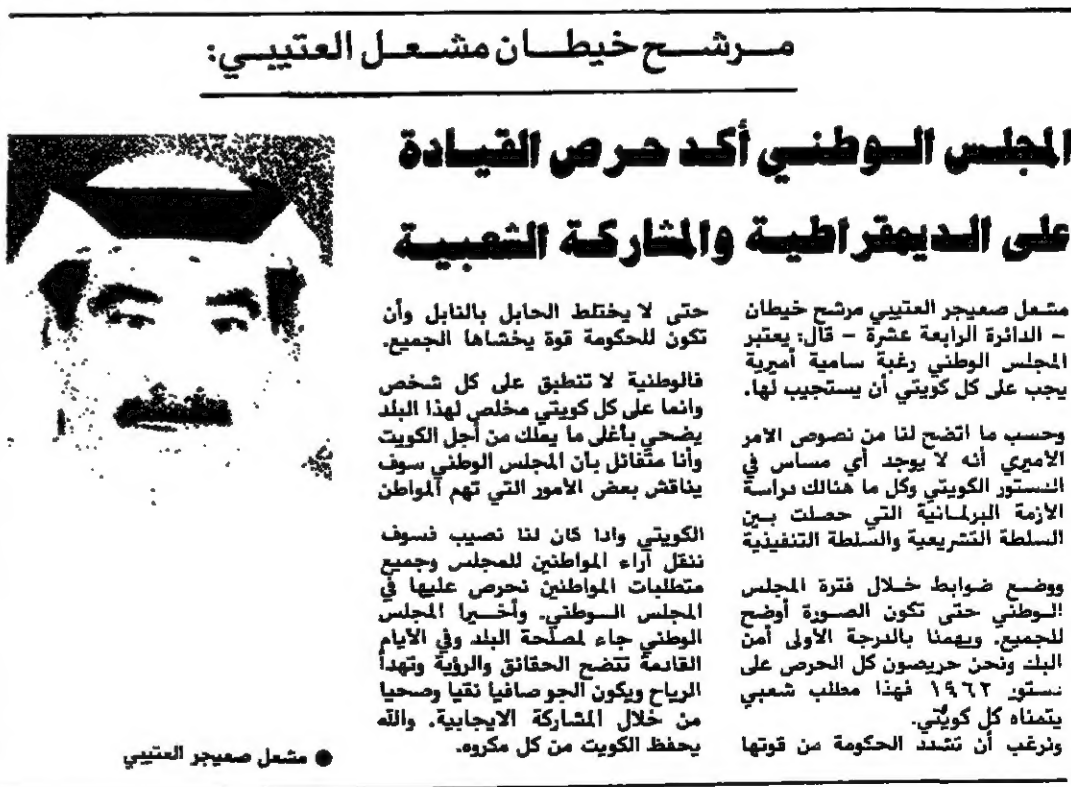 مرشح خيطان مشعل العتيبي:
المجلس الوطني أكد حرص القيادة
على الديمقراطية والمشاركة الشعبية
مشعل صعيجر العتيبي مرشح خيطان
– الدائرة الرابعة عشرة – قال: يعتبر
المجلس الوطني رغبة سامية أميرية
يجب على كل كويتي أن يستجيب لها.
وحسب ما اتضح لنا من نصوص الامر
الاميري أنه لا يوجد أي مساس في
الدستور الكويتي وكل ما هنالك دراسة
الازمة البرلمانية التي حصلت بين
السلطة التشريعية والسلطة التنفيذية
ووضع ضوابط خلال فترة المجلس
الوطني حتى تكون الصورة أوضح
للجميع. ويهمنا بالدرجة الأولى أمن
البلد ونحن حريصون كل الحرص على
دستور ١٩٦٢ فهذا مطلب شعبي
يتمناه كل كويتي.
ونرغب أن تشدد الحكومة من قوتها
حتى لا يختلط الحابل بالنابل وأن
تكون للحكومة قوة يخشاها الجميع.
فالوطنية لا تنطبق على كل شخص
وانما على كل كويتي مخلص لهذا البلد
يضحي بأغلى ما يملك من أجل الكويت
وأنا متفائل بأن المجلس الوطني سوف
يناقش بعض الأمور التي تهم المواطن
الكويتي واذا كان لنا نصيب فسوف
ننقل آراء المواطنين للمجلس وجميع
متطلبات المواطنين نحرص عليها في
المجلس الوطني. وأخيرا المجلس
الوطني جاء لمصلحة البلد وفي الأيام
القادمة تتضح الحقائق والرؤية وتهدأ
الرياح ويكون الجو صافيا نقيا وصحيا
من خلال المشاركة الايجابية. والله
يحفظ الكويت من كل مكروه.
● مشعل صعيجر العتيبي